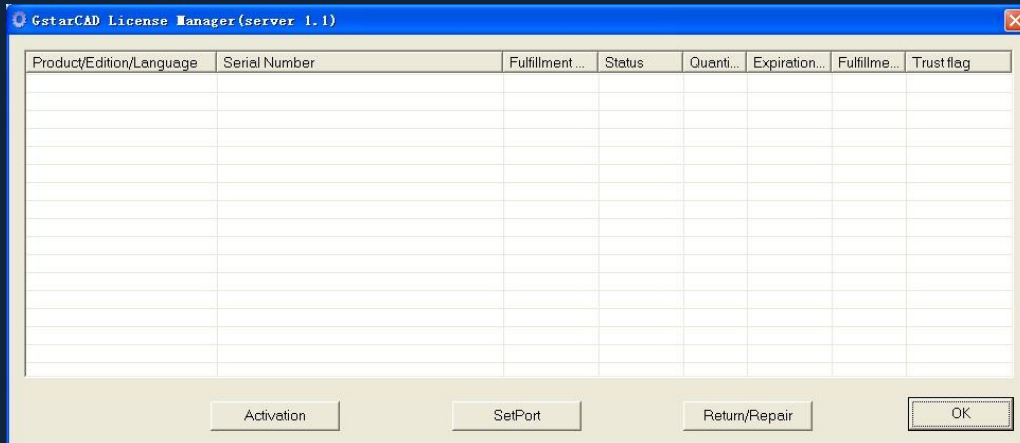 GstarCAD License Manager(server 1.1)
Product/Edition/Language Serial Number Fulfillment ... Status Quanti... Expiration... Fulfillme... Trust flag
Activation SetPort Return/Repair OK